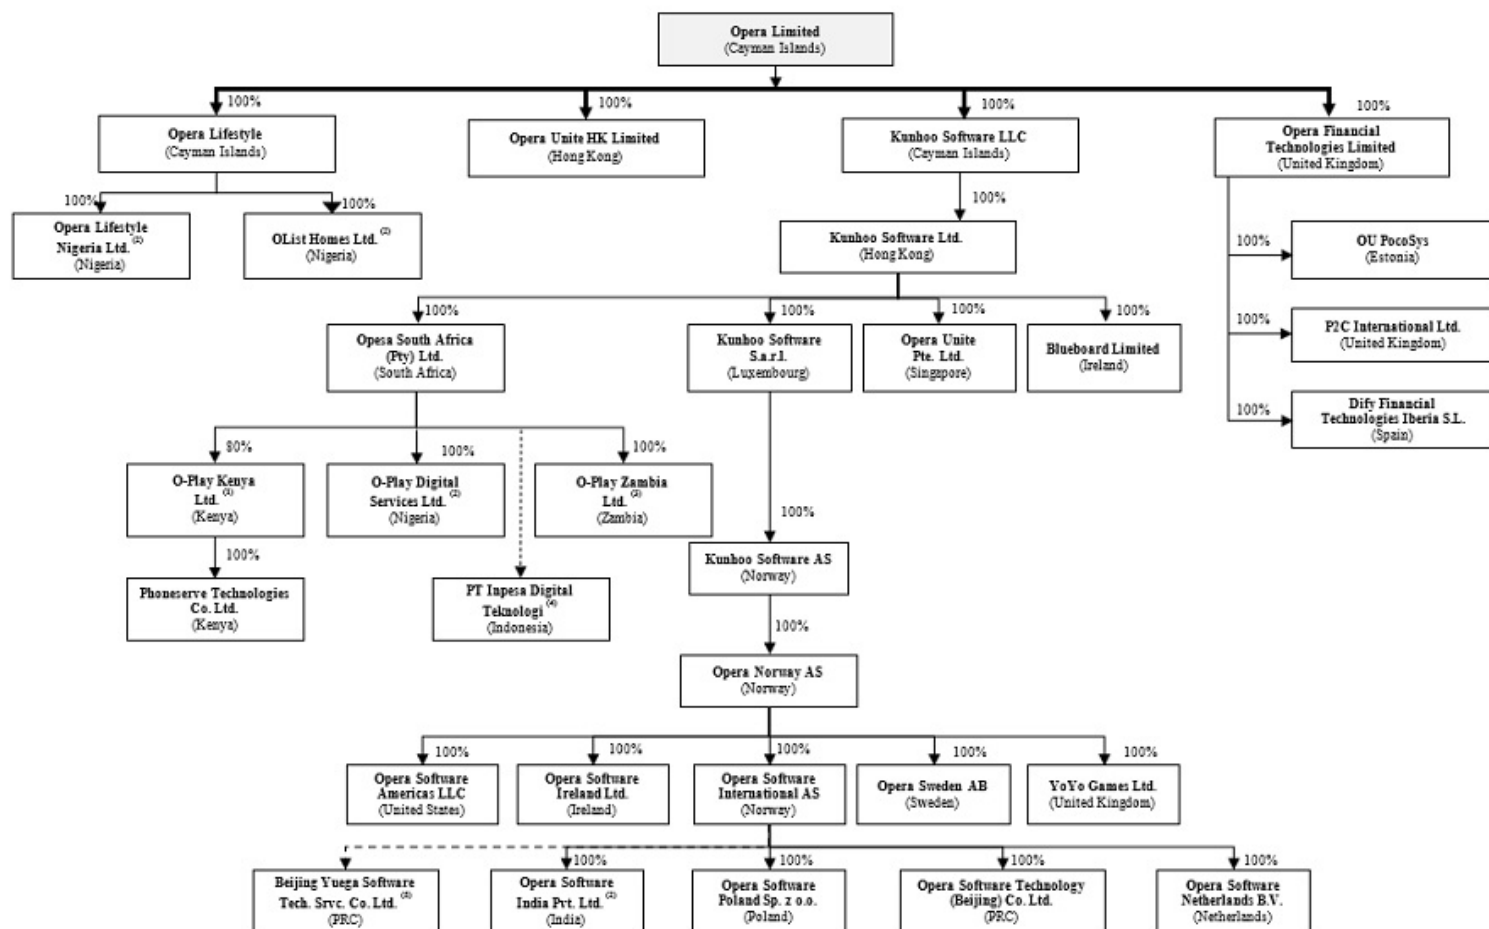 Opera Limited
(Cayman Islands)
100%
100%
100%
100%
Opera Lifestyle
(Cayman Islands)
Opera Unite HK Limited
(Hong Kong)
Kunhoo Software LLC
(Cayman Islands)
Opera Financial
Technologies Limited
(United Kingdom)
100%
100%
100%
Opera Lifestyle
Nigeria Ltd. (2)
(Nigeria)
OList Homes Ltd. (2)
(Nigeria)
Kunhoo Software Ltd.
(Hong Kong)
100%
OU PocoSys
(Estonia)
100%
100%
100%
100%
Opesa South Africa
(Pty) Ltd.
(South Africa)
Kunhoo Software
S.a.r.l.
(Luxembourg)
Opera Unite
Pte. Ltd.
(Singapore)
Blueboard Limited
(Ireland)
100%
P2C International Ltd.
(United Kingdom)
100%
Dify Financial
Technologies Iberia S.L.
(Spain)
80%
100%
100%
O-Play Kenya
Ltd.
(Kenya)
O-Play Digital
Services Ltd. (2)
(Nigeria)
O-Play Zambia
Ltd.
(Zambia)
100%
100%
Phoneserve Technologies
Co. Ltd.
(Kenya)
PT Inpesa Digital
Teknologi (4)
(Indonesia)
Kunhoo Software AS
(Norway)
100%
Opera Norway AS
(Norway)
100%
100%
100%
100%
100%
Opera Software
Americas LLC
(United States)
Opera Software
Ireland Ltd.
(Ireland)
Opera Software
International AS
(Norway)
Opera Sweden AB
(Sweden)
YoYo Games Ltd.
(United Kingdom)
100%
100%
100%
100%
Beijing Yuega Software
Tech. Srvc. Co. Ltd.
(PRC)
Opera Software
India Pvt. Ltd. (2)
(India)
Opera Software
Poland Sp. z o.o.
(Poland)
Opera Software Technology
(Beijing) Co. Ltd.
(PRC)
Opera Software
Netherlands B.V.
(Netherlands)